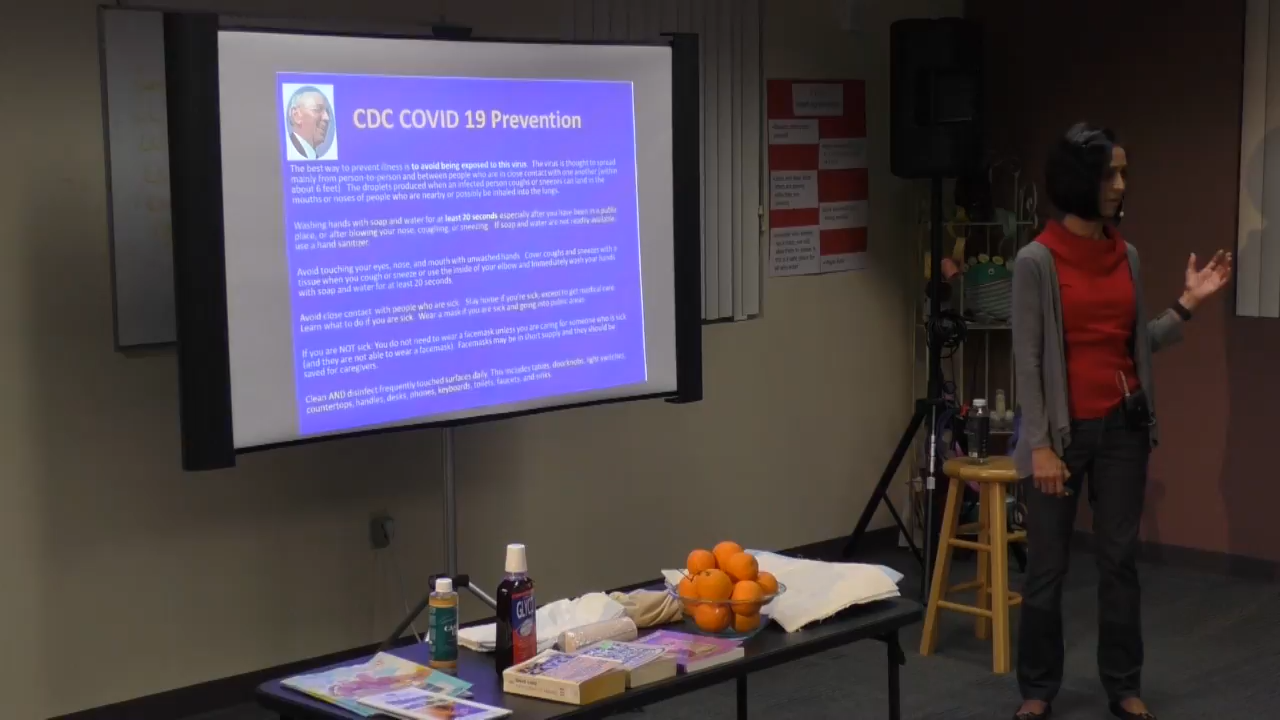 CDC COVID 19 Prevention
The best way to prevent illness is to avoid being exposed to this virus. The virus is thought to spread
mainly from person-to-person and between people who are in close contact with one another (within
about 6 feet). The droplets produced when an infected person coughs or sneezes can land in the
mouths or noses of people who are nearby or possibly be inhaled into the lungs.
Washing hands with soap and water for at least 20 seconds especially after you have been in a public
place, or after blowing your nose, coughing, or sneezing. If soap and water are not readily available,
use a hand sanitizer.
Avoid touching your eyes, nose, and mouth with unwashed hands. Cover coughs and sneezes with a
tissue when you cough or sneeze or use the inside of your elbow and immediately wash your hands
with soap and water for at least 20 seconds.
Avoid close contact with people who are sick. Stay home if you're sick, except to get medical care.
Learn what to do if you are sick. Wear a mask if you are sick and going into public areas.
If you are NOT sick: You do not need to wear a facemask unless you are caring for someone who is sick
(and they are not able to wear a facemask). Facemasks may be in short supply and they should be
saved for caregivers.
Clean AND disinfect frequently touched surfaces daily. This includes tables, doorknobs, light switches,
countertops, handles, desks, phones, keyboards, toilets, faucets, and sinks.